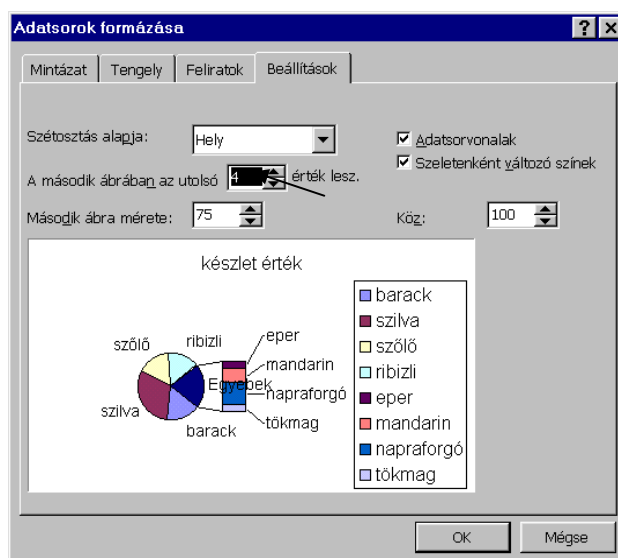 Adatsorok formázása
Mintázat Tengely Feliratok Beállítások
Szétosztás alapja: Hely
Adatsorvonalak
Szeletenként változó színek
A második ábrában az utolsó 4 érték lesz.
Második ábra mérete: 75 Köz: 100
készlet érték
szőlő
ribizli
szilva
barack
Egyebek
eper
mandarin
napraforgó
tökmag
barack
szilva
szőlő
ribizli
eper
mandarin
napraforgó
tökmag
OK Mégse